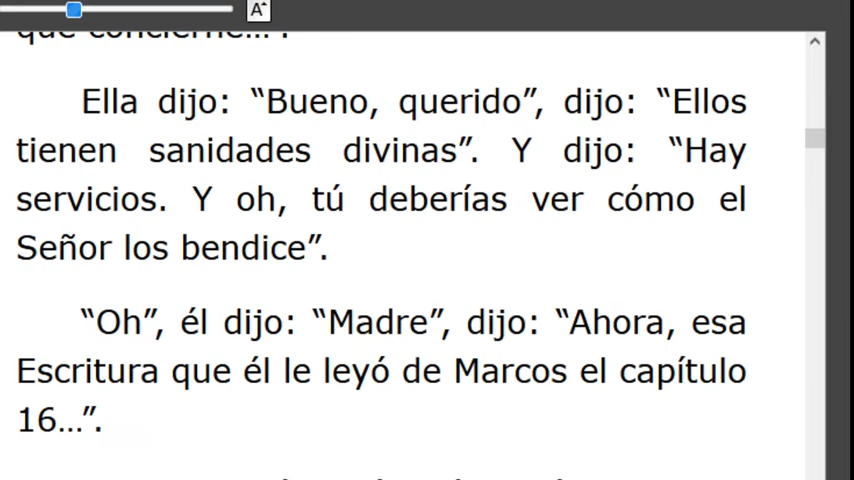 A
que concierne…”.
Ella dijo: “Bueno, querido”, dijo: “Ellos
tienen sanidades divinas”. Y dijo: “Hay
servicios. Y oh, tú deberías ver cómo el
Señor los bendice”.
“Oh”, él dijo: “Madre”, dijo: “Ahora, esa
Escritura que él le leyó de Marcos el capítulo
16…”.